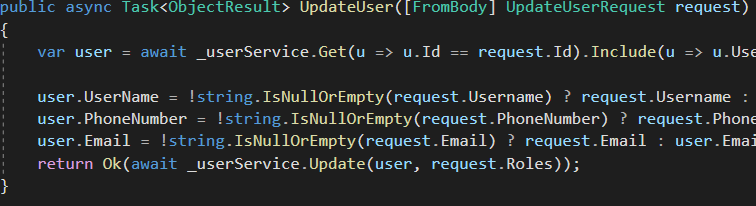 public async Task<ObjectResult> UpdateUser([FromBody] UpdateUserRequest request)
{
var user = await _userService.Get(u => u.Id == request.Id).Include(u => u.Use
user.UserName = !string.IsNullOrEmpty(request.Username) ? request.Username :
user.PhoneNumber = !string.IsNullOrEmpty(request.PhoneNumber) ? request.Phone
user.Email = !string.IsNullOrEmpty(request.Email) ? request.Email : user.Emai
return Ok(await _userService.Update(user, request.Roles));
}